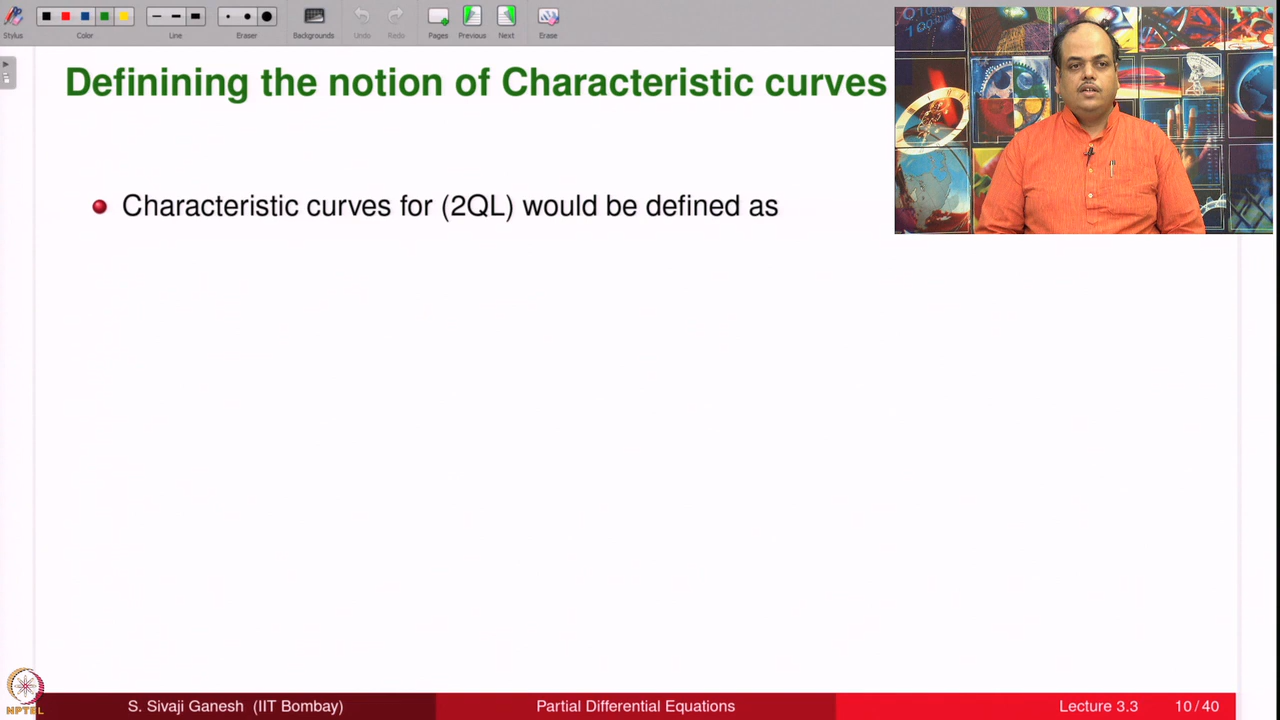 Stylus
Color
Line
Eraser
Backgrounds
Undo
Redo
Pages
Previous
Next
Erase
Definining the notion of Characteristic curves
Characteristic curves for (2QL) would be defined as
NPTEL
S. Sivaji Ganesh (IIT Bombay)
Partial Differential Equations
Lecture 3.3
10 / 40